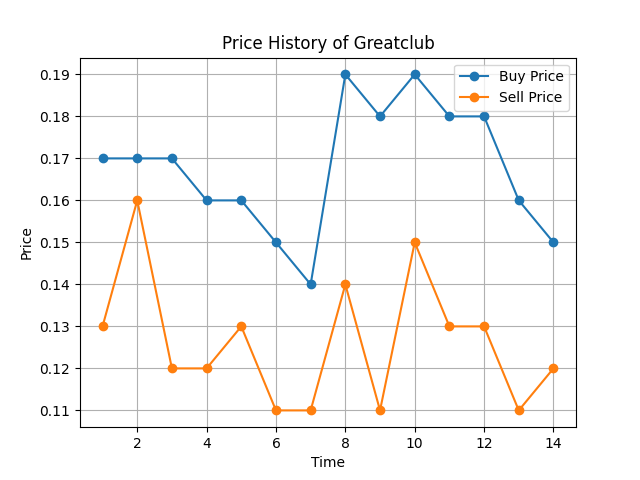 Price History of Greatclub
Buy Price
Sell Price
Price
0.19
0.18
0.17
0.16
0.15
0.14
0.13
0.12
0.11
2 4 6 8 10 12 14
Time